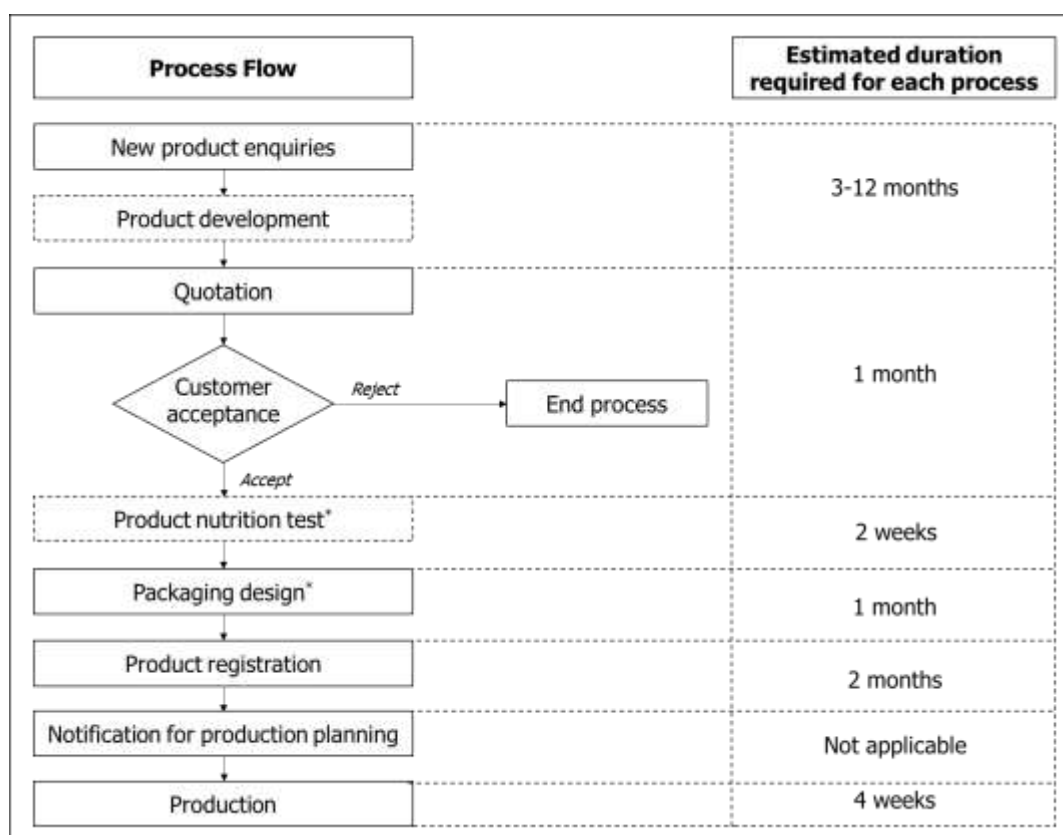 Process Flow
Estimated duration
required for each process
New product enquiries
3-12 months
Product development
Quotation
Customer
acceptance
Reject
End process
1 month
Accept
Product nutrition test*
2 weeks
Packaging design*
1 month
Product registration
2 months
Notification for production planning
Not applicable
Production
4 weeks